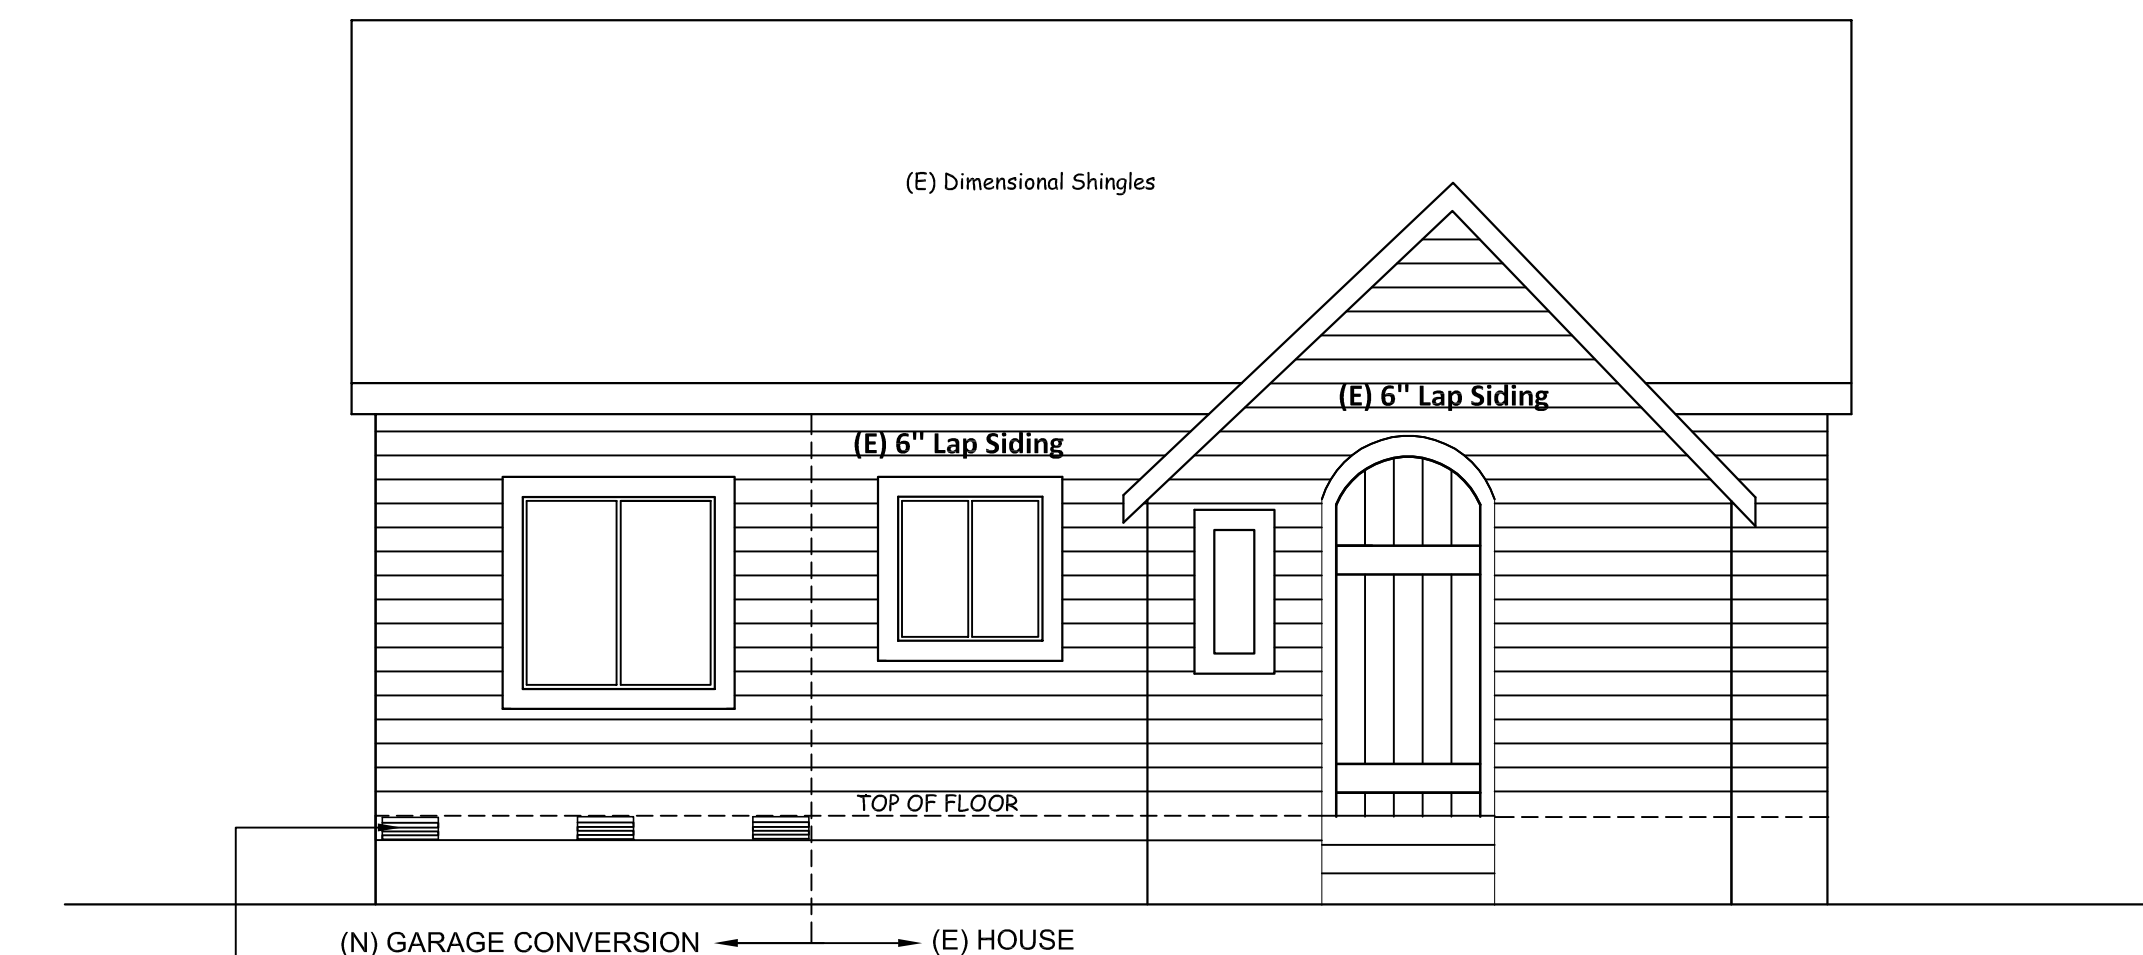 (E) Dimensional Shingles
(E) 6" Lap Siding
(E) 6" Lap Siding
TOP OF FLOOR
(N) GARAGE CONVERSION
(E) HOUSE